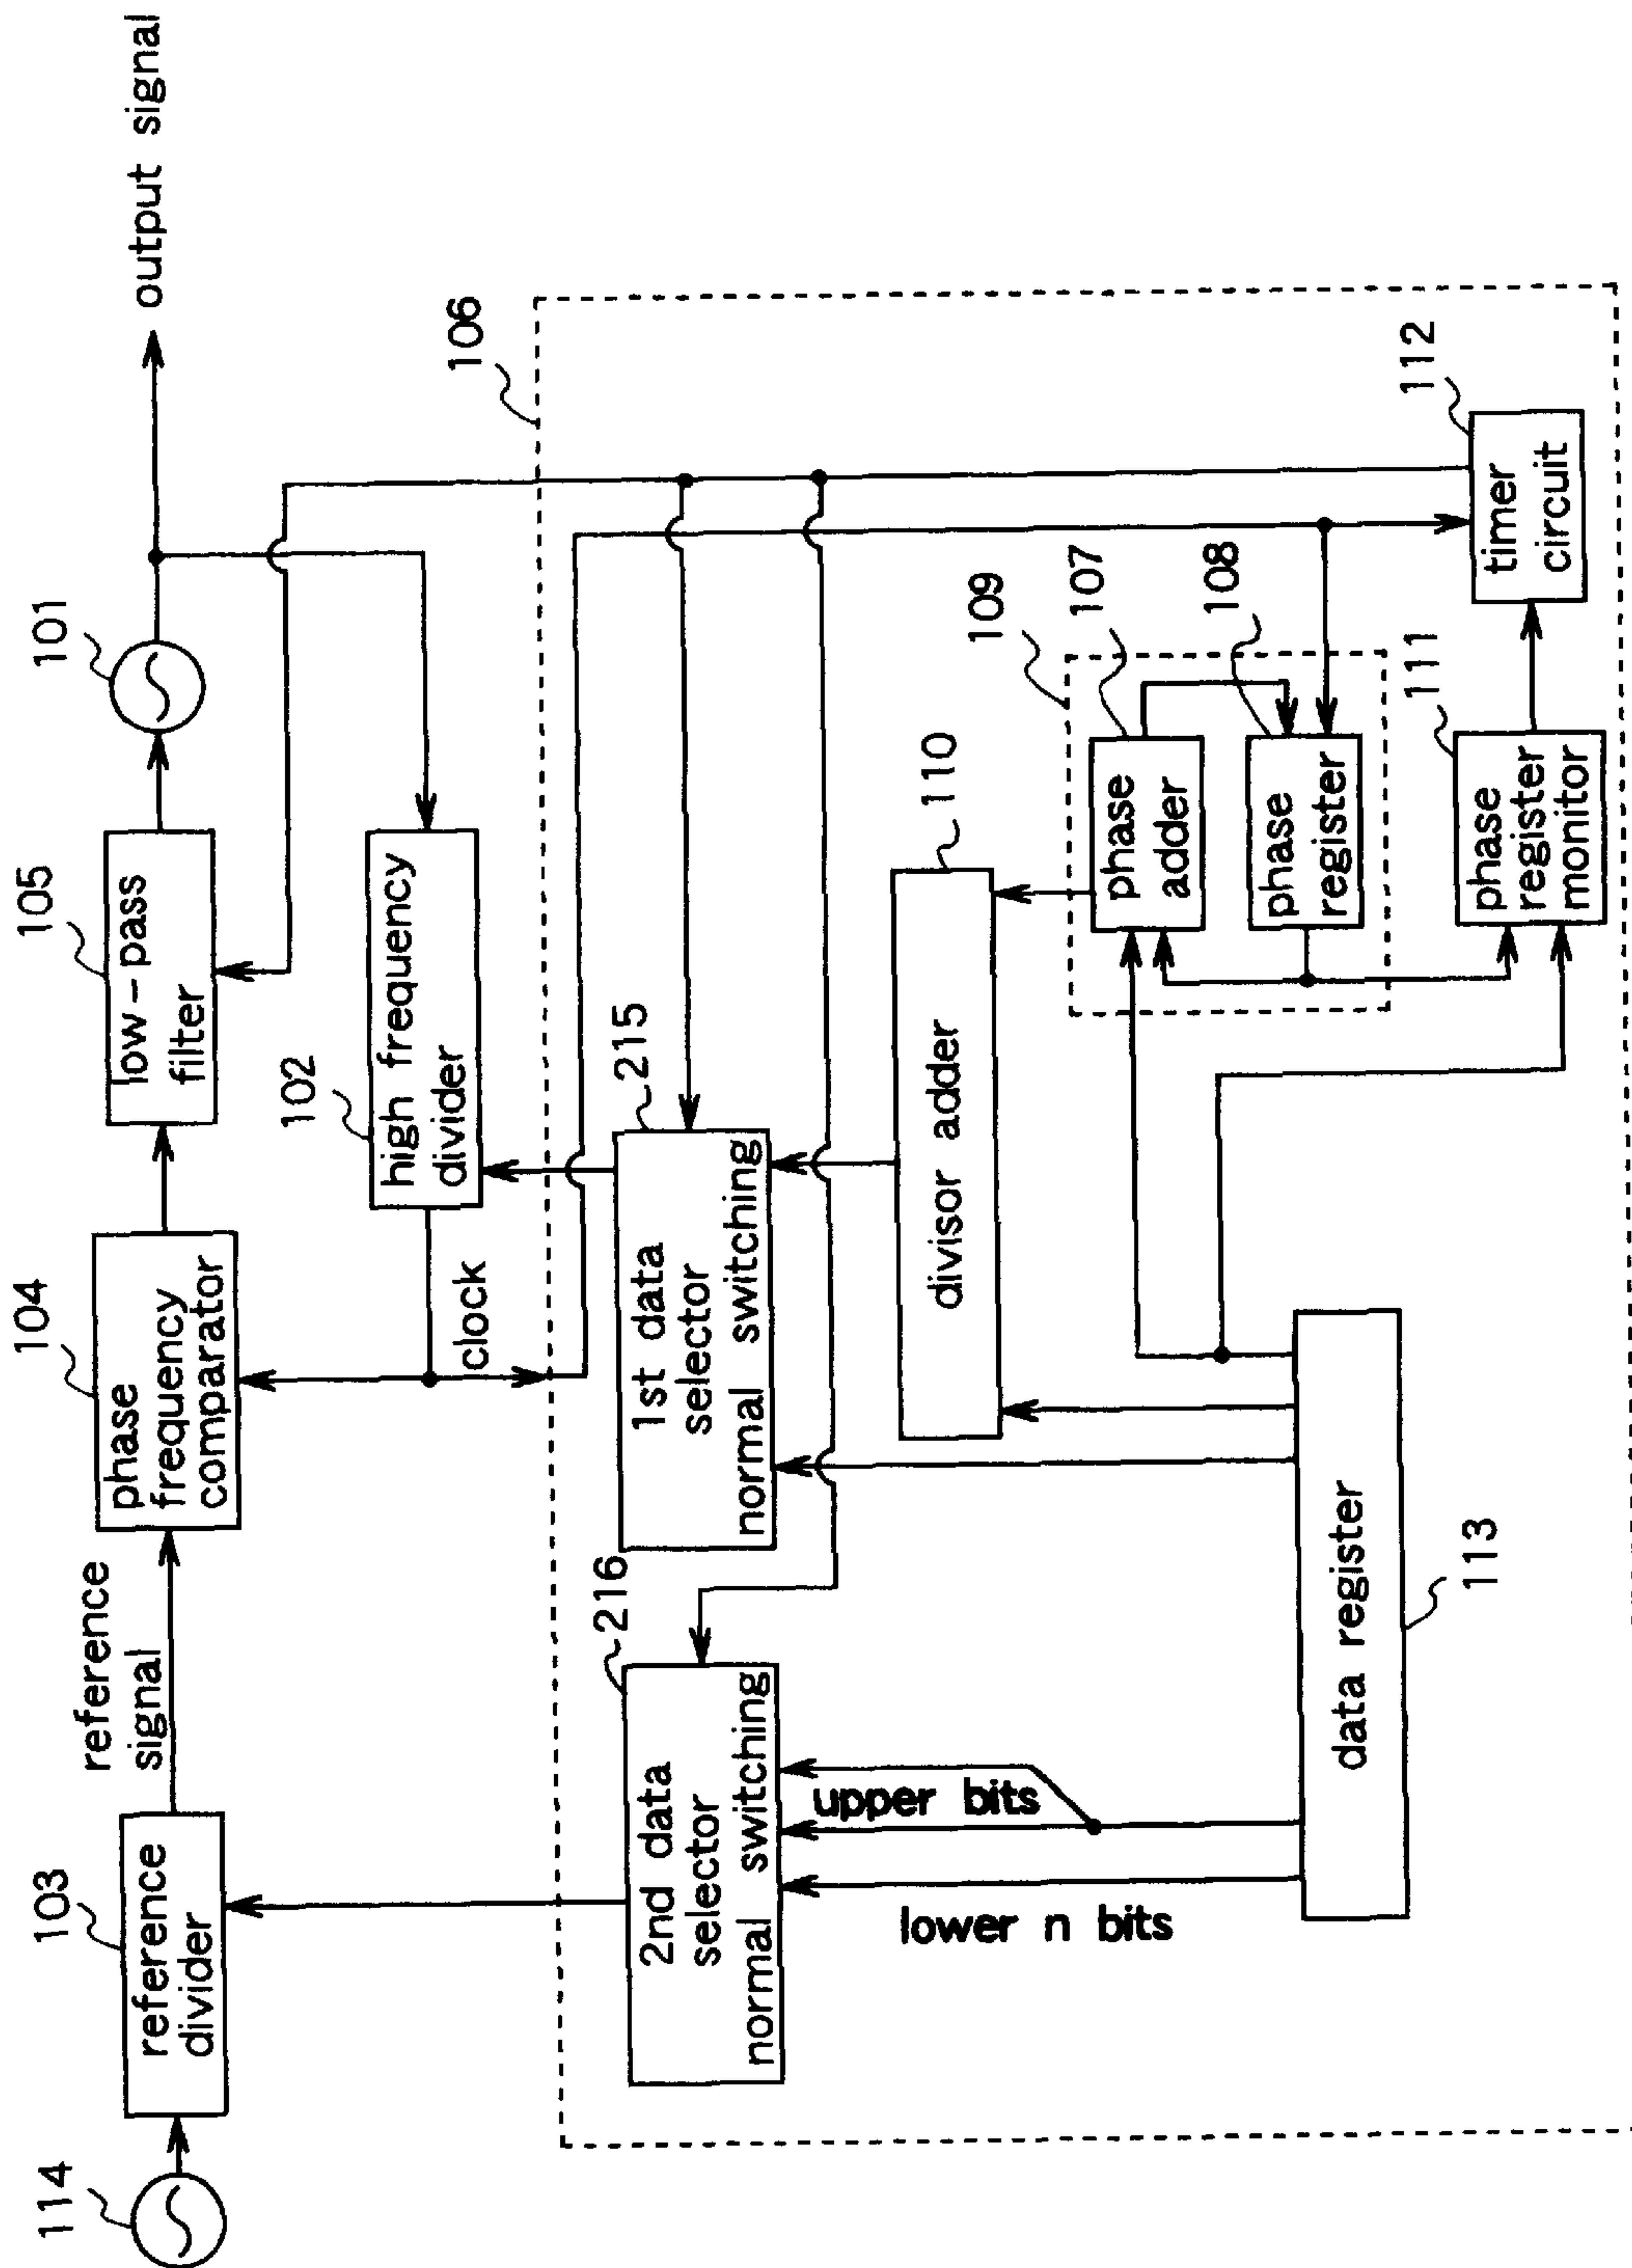 114
103
reference
divider
reference
signal
104
phase
frequency
comparator
105
low-pass
filter
101
output signal
102
high frequency
divider
clock
106
216
2nd data
selector
normal switching
215
1st data
selector
normal switching
upper bits
lower n bits
110
divisor adder
109
107
phase
adder
108
phase
register
data register
113
111
phase
register
monitor
112
timer
circuit